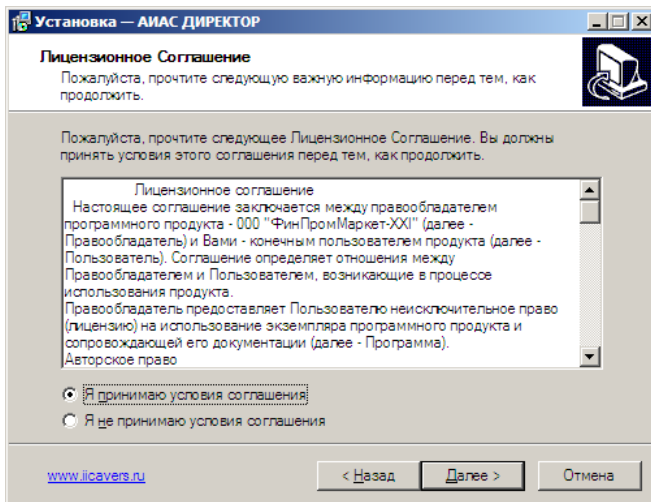 Установка — АИАС ДИРЕКТОР
Лицензионное Соглашение
Пожалуйста, прочтите следующую важную информацию перед тем, как
продолжить.
Пожалуйста, прочтите следующее Лицензионное Соглашение. Вы должны
принять условия этого соглашения перед тем, как продолжить.
Лицензионное соглашение
Настоящее соглашение заключается между правообладателем
программного продукта - ООО "ФинПромМаркет-XXI" (далее -
Правообладатель) и Вами - конечным пользователем продукта (далее -
Пользователь). Соглашение определяет отношения между
Правообладателем и Пользователем, возникающие в процессе
использования продукта.
Правообладатель предоставляет Пользователю неисключительное право
(лицензию) на использование экземпляра программного продукта и
сопровождающей его документации (далее - Программа).
Авторское право
Я принимаю условия соглашения
Я не принимаю условия соглашения
www.iicavers.ru
< Назад
Далее >
Отмена